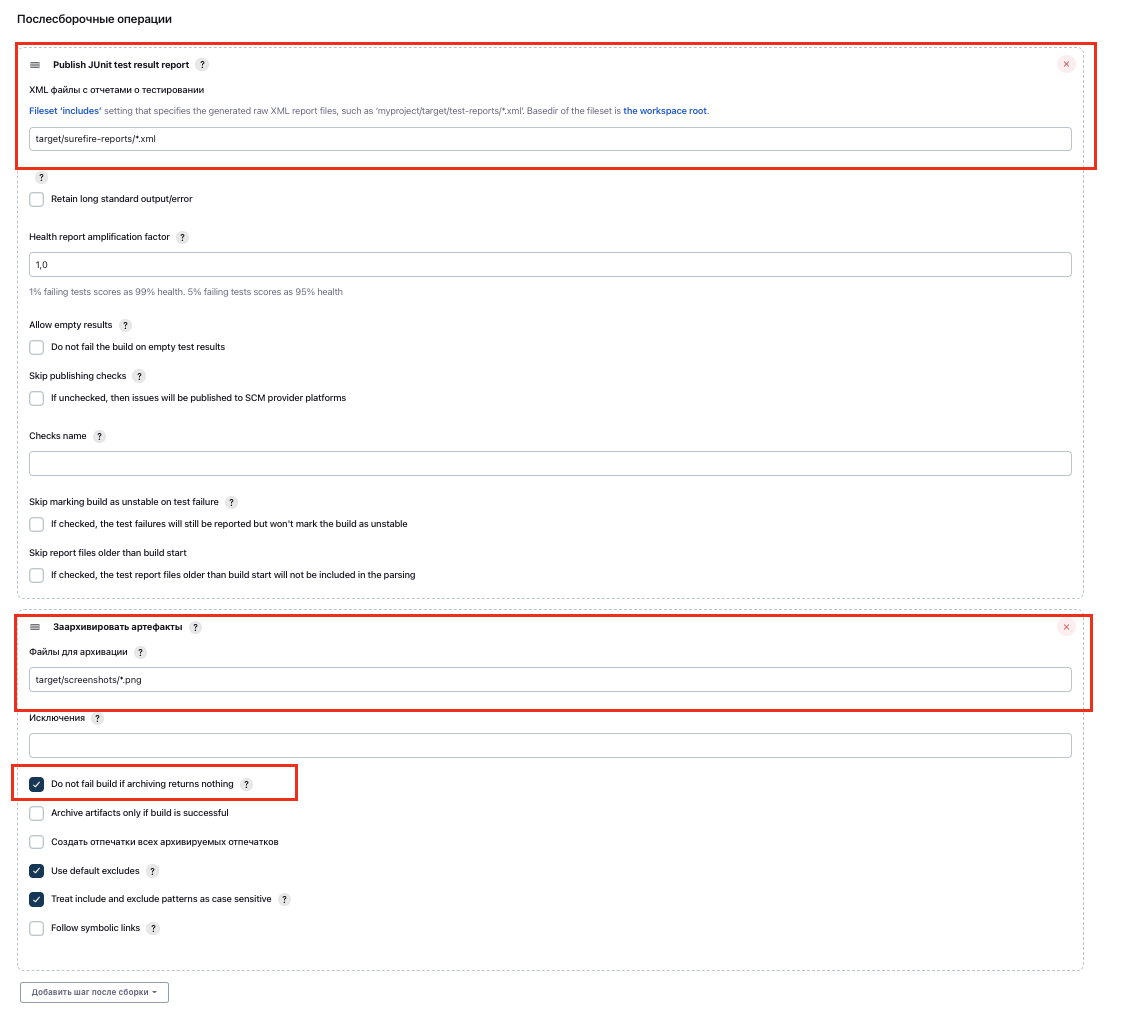 Послесборочные операции
Publish JUnit test result report ?
XML файлы с отчетами о тестировании
Fileset ‘includes’ setting that specifies the generated raw XML report files, such as ‘myproject/target/test-reports/*.xml’. Basedir of the fileset is the workspace root.
target/surefire-reports/*.xml
?
Retain long standard output/error
Health report amplification factor ?
1,0
1% failing tests scores as 99% health. 5% failing tests scores as 95% health
Allow empty results ?
Do not fail the build on empty test results
Skip publishing checks ?
If unchecked, then issues will be published to SCM provider platforms
Checks name ?
Skip marking build as unstable on test failure ?
If checked, the test failures will still be reported but won't mark the build as unstable
Skip report files older than build start
If checked, the test report files older than build start will not be included in the parsing
Заархивировать артефакты ?
Файлы для архивации ?
target/screenshots/*.png
Исключения ?
Do not fail build if archiving returns nothing ?
Archive artifacts only if build is successful
Создать отпечатки всех архивируемых отпечатков
Use default excludes ?
Treat include and exclude patterns as case sensitive ?
Follow symbolic links ?
Добавить шаг после сборки